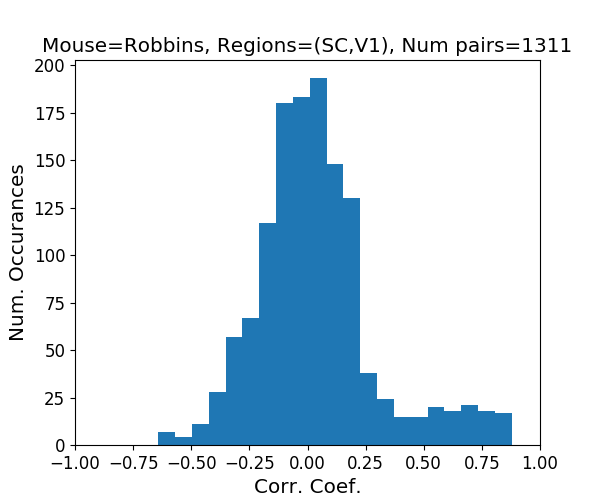 Mouse=Robbins, Regions=(SC,V1), Num pairs=1311
200
175
150
125
100
75
50
25
0
Num. Occurances
−1.00 −0.75 −0.50 −0.25 0.00 0.25 0.50 0.75 1.00
Corr. Coef.